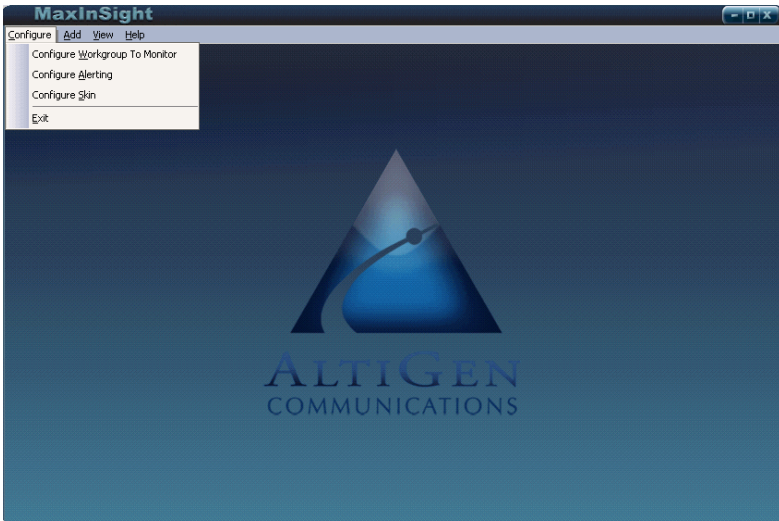 MaxInSight
Configure Add View Help
Configure Workgroup To Monitor
Configure Alerting
Configure Skin
Exit
ALTIGEN
COMMUNICATIONS